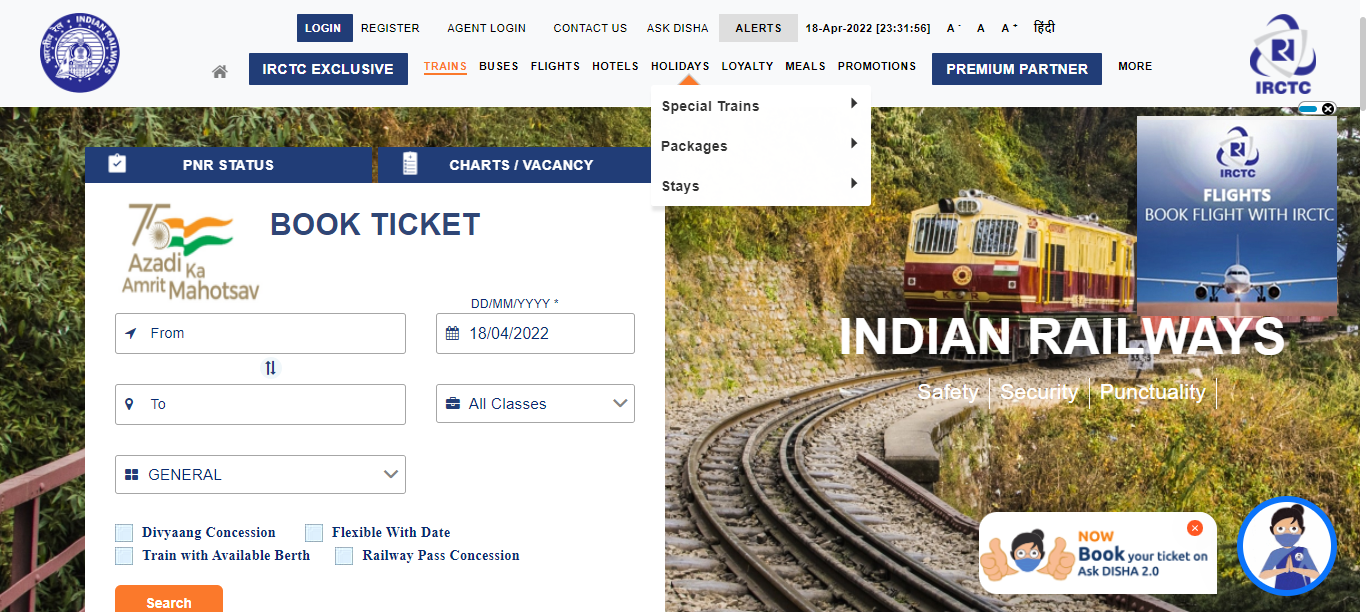 LOGIN REGISTER AGENT LOGIN CONTACT US ASK DISHA ALERTS 18-Apr-2022 [23:31:56] A- A A+ हिंदी
भारतीय रेल INDIAN RAILWAYS
IRCTC EXCLUSIVE TRAINS BUSES FLIGHTS HOTELS HOLIDAYS LOYALTY MEALS PROMOTIONS PREMIUM PARTNER MORE
IRCTC
Special Trains
Packages
Stays
PNR STATUS
CHARTS / VACANCY
BOOK TICKET
75
Azadi Ka
Amrit Mahotsav
DD/MM/YYYY *
From
18/04/2022
To
All Classes
GENERAL
Divyaang Concession
Flexible With Date
Train with Available Berth
Railway Pass Concession
Search
IRCTC
FLIGHTS
BOOK FLIGHT WITH IRCTC
INDIAN RAILWAYS
Safety | Security | Punctuality |
NOW
Book your ticket on
Ask DISHA 2.0